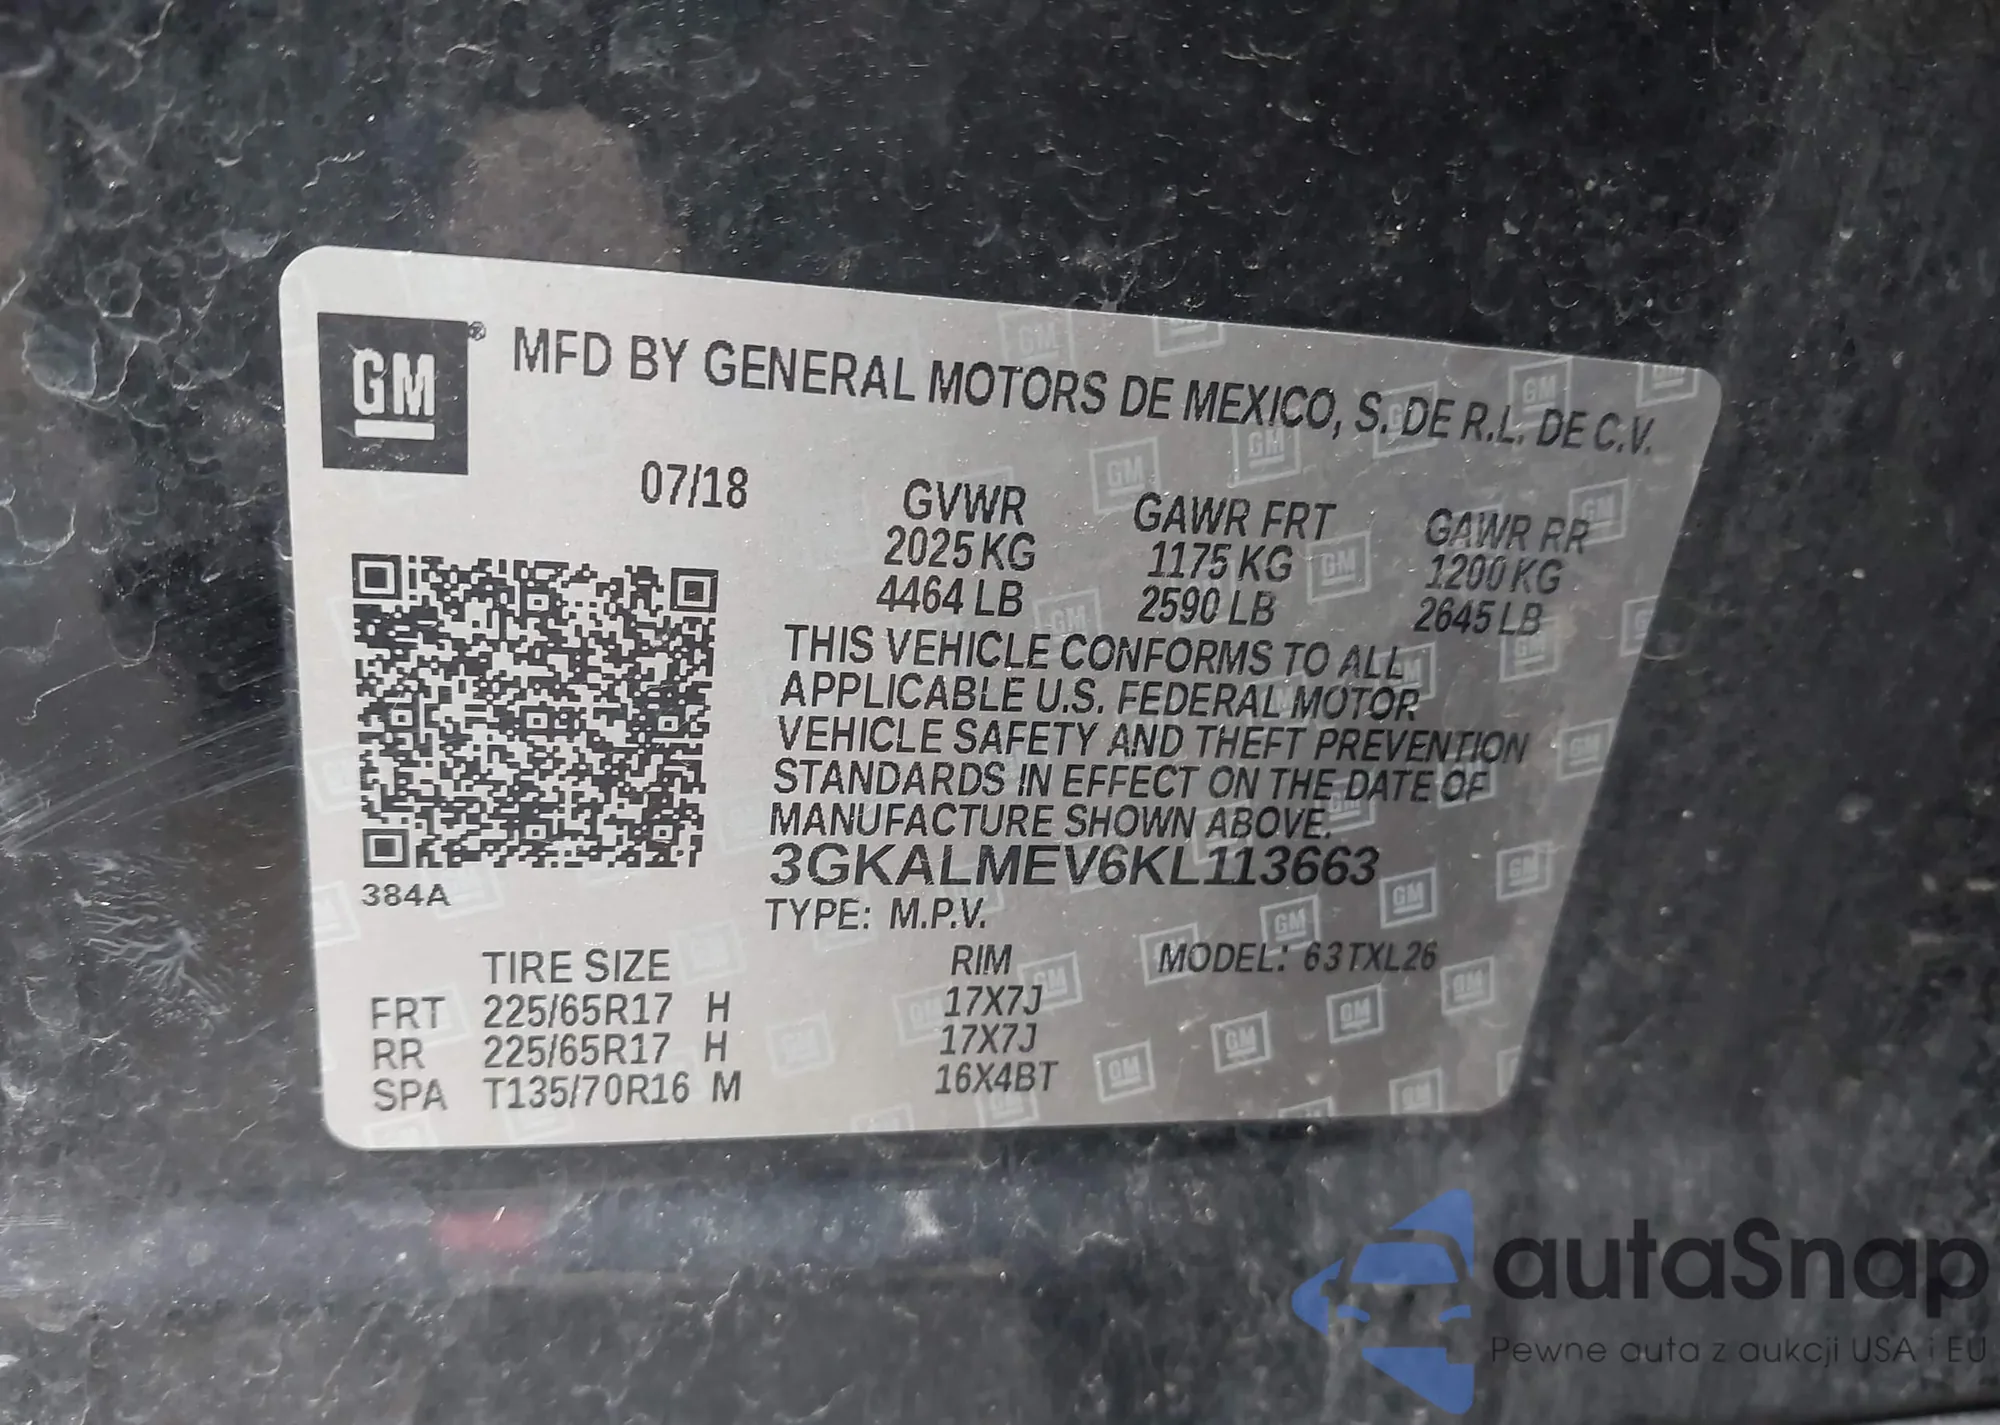 GM® MFD BY GENERAL MOTORS DE MEXICO, S. DE R.L. DE C.V.
07/18
GVWR GAWR FRT GAWR RR
2025 KG 1175 KG 1200 KG
4464 LB 2590 LB 2645 LB
THIS VEHICLE CONFORMS TO ALL
APPLICABLE U.S. FEDERAL MOTOR
VEHICLE SAFETY AND THEFT PREVENTION
STANDARDS IN EFFECT ON THE DATE OF
MANUFACTURE SHOWN ABOVE.
3GKALMEV6KL113663
384A
TYPE: M.P.V.
TIRE SIZE RIM MODEL: 63TXL26
FRT 225/65R17 H 17X7J
RR 225/65R17 H 17X7J
SPA T135/70R16 M 16X4BT
autaSnap
Pewne auta z aukcji USA i EU